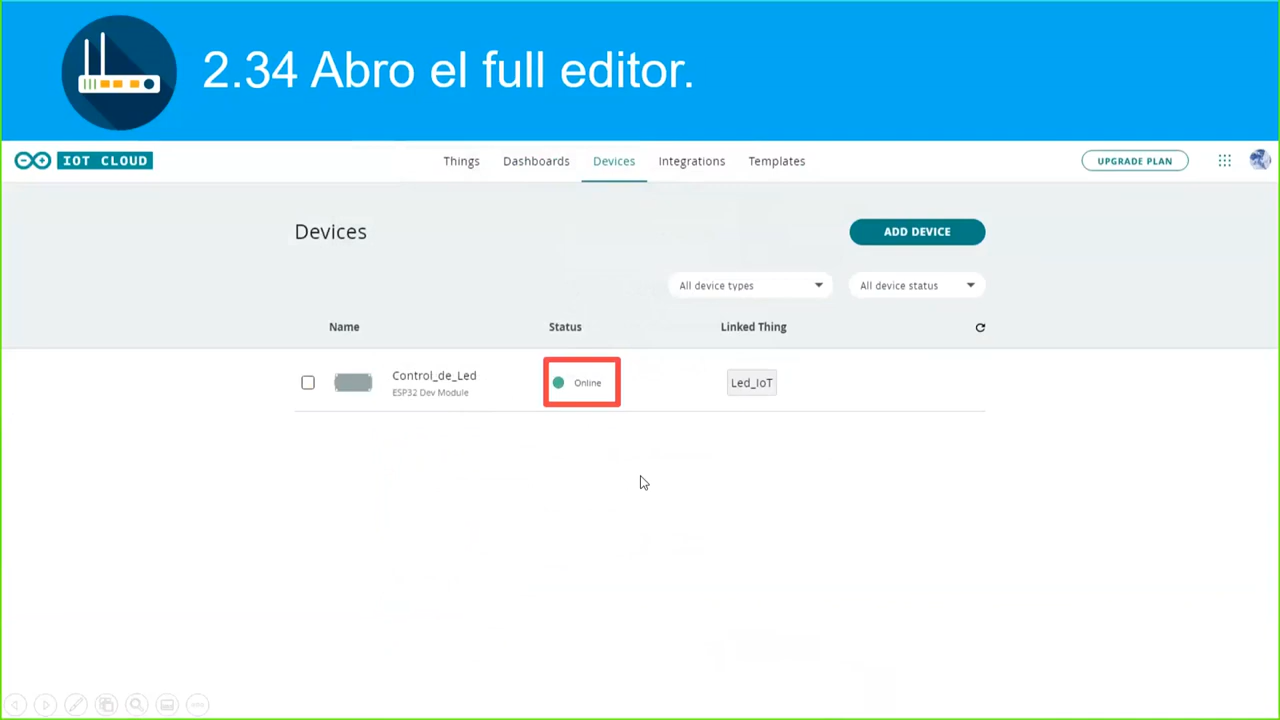 2.34 Abro el full editor.
IOT CLOUD
Things
Dashboards
Devices
Integrations
Templates
UPGRADE PLAN
Devices
ADD DEVICE
All device types
All device status
Name
Status
Linked Thing
Control_de_Led
ESP32 Dev Module
Online
Led_IoT